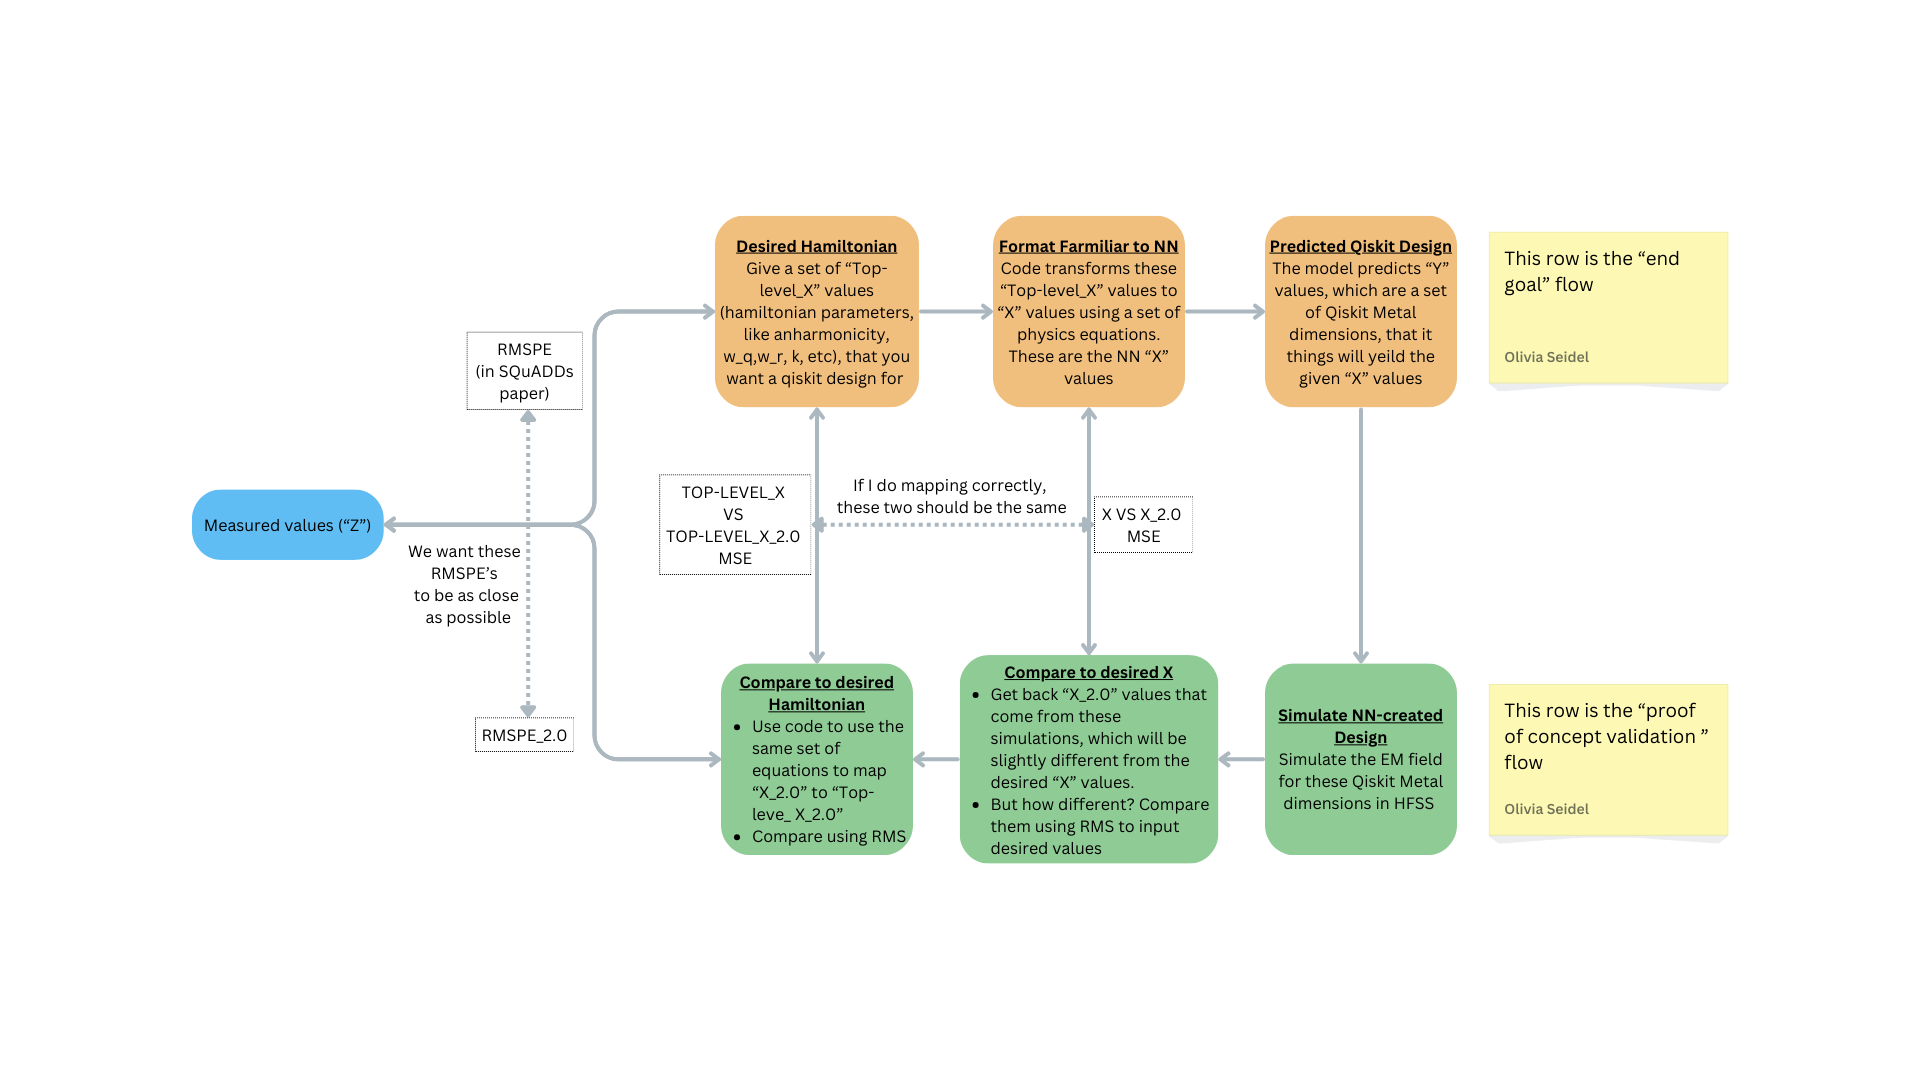 Desired Hamiltonian
Give a set of “Top-
level_X” values
(hamiltonian parameters,
like anharmonicity,
w_q,w_r, k, etc), that you
want a qiskit design for
Format Farmiliar to NN
Code transforms these
“Top-level_X” values to
“X” values using a set of
physics equations.
These are the NN “X”
values
Predicted Qiskit Design
The model predicts “Y”
values, which are a set
of Qiskit Metal
dimensions, that it
things will yeild the
given “X” values
This row is the “end
goal” flow
Olivia Seidel
RMSPE
(in SQuADDs
paper)
Measured values (“Z”)
We want these
RMSPE’s
to be as close
as possible
RMSPE_2.0
TOP-LEVEL_X
VS
TOP-LEVEL_X_2.0
MSE
If I do mapping correctly,
these two should be the same
X VS X_2.0
MSE
Compare to desired
Hamiltonian
• Use code to use the
same set of
equations to map
“X_2.0” to “Top-
leve_ X_2.0”
• Compare using RMS
Compare to desired X
• Get back “X_2.0” values that
come from these
simulations, which will be
slightly different from the
desired “X” values.
• But how different? Compare
them using RMS to input
desired values
Simulate NN-created
Design
Simulate the EM field
for these Qiskit Metal
dimensions in HFSS
This row is the “proof
of concept validation ”
flow
Olivia Seidel